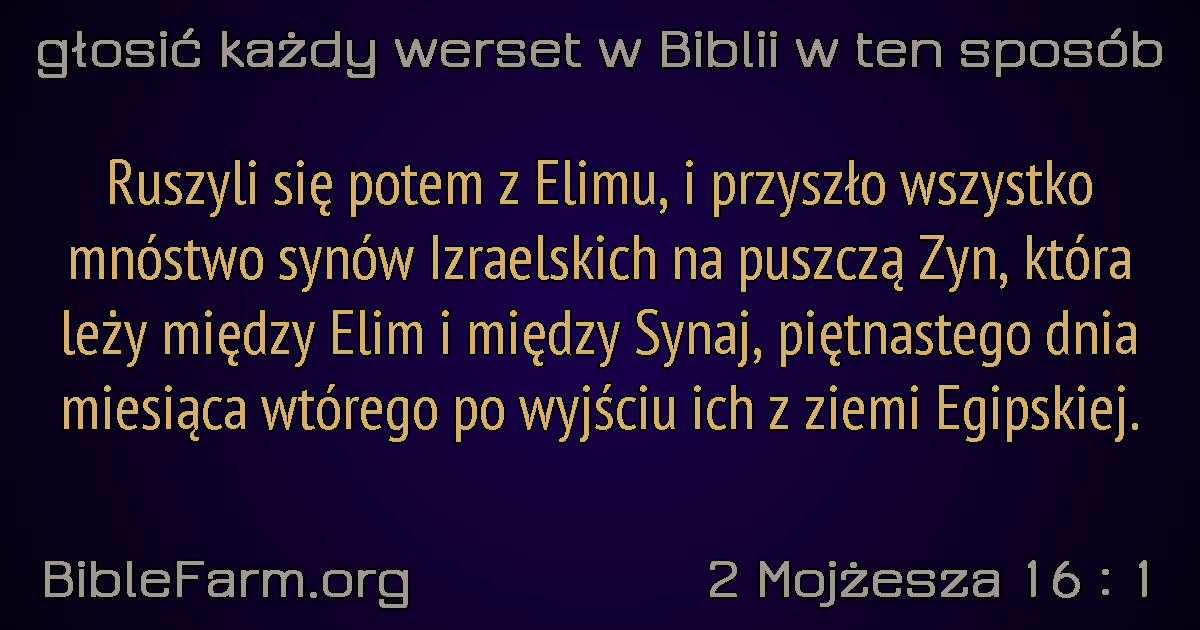 głosić każdy werset w Biblii w ten sposób
Ruszyli się potem z Elimu, i przyszło wszystko
mnóstwo synów Izraelskich na puszczą Zyn, która
leży między Elim i między Synaj, piętnastego dnia
miesiąca wtórego po wyjściu ich z ziemi Egipskiej.
BibleFarm.org
2 Mojżesza 16 : 1